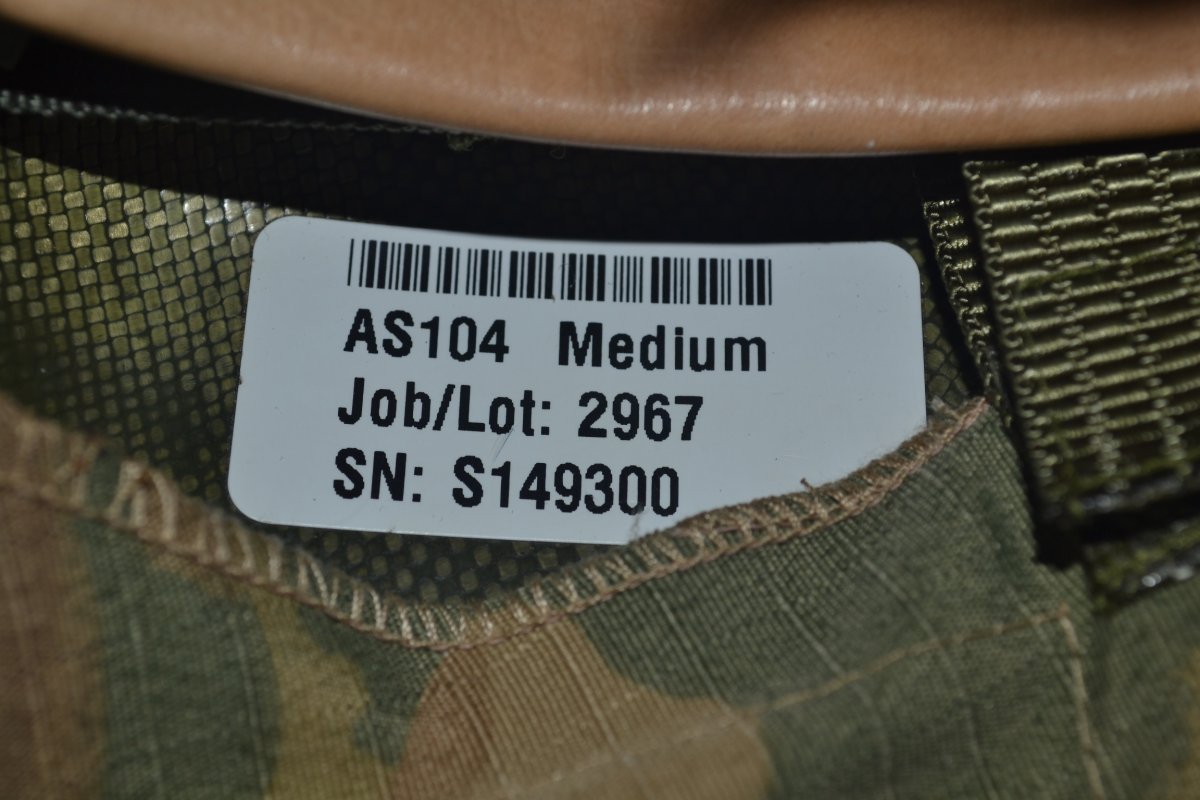 AS104 Medium
Job/Lot: 2967
SN: S149300